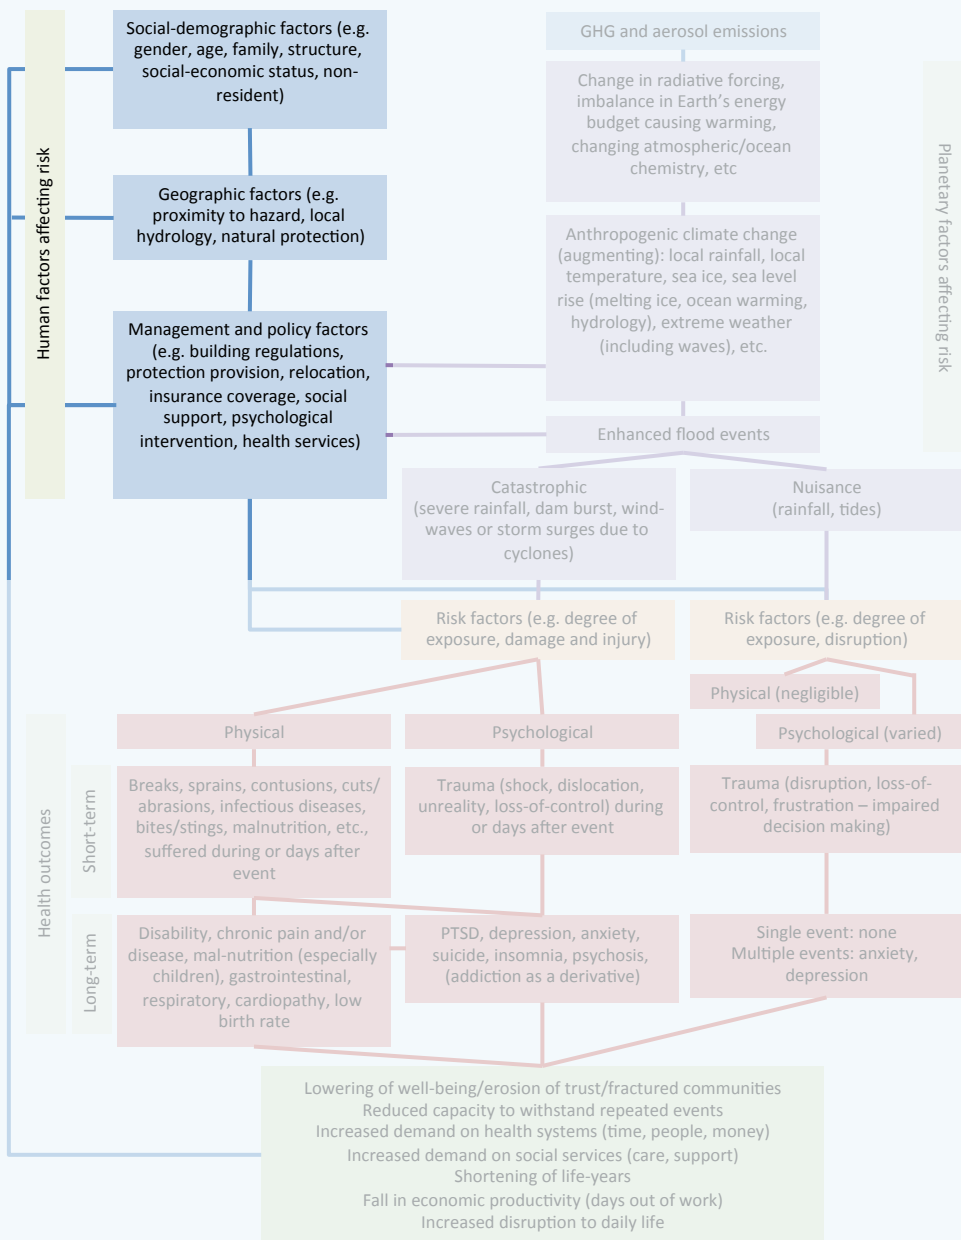 Social-demographic factors (e.g.
gender, age, family, structure,
social-economic status, non-
resident)
Human factors affecting risk
Geographic factors (e.g.
proximity to hazard, local
hydrology, natural protection)
Management and policy factors
(e.g. building regulations,
protection provision, relocation,
insurance coverage, social
support, psychological
intervention, health services)
GHG and aerosol emissions
Change in radiative forcing,
imbalance in Earth's energy
budget causing warming,
changing atmospheric/ocean
chemistry, etc
Planetary factors affecting risk
Anthropogenic climate change
(augmenting): local rainfall, local
temperature, sea ice, sea level
rise (melting ice, ocean warming,
hydrology), extreme weather
(including waves), etc.
Enhanced flood events
Catastrophic
(severe rainfall, dam burst, wind-
waves or storm surges due to
cyclones)
Nuisance
(rainfall, tides)
Risk factors (e.g. degree of
exposure, damage and injury)
Risk factors (e.g. degree of
exposure, disruption)
Physical (negligible)
Physical
Psychological
Psychological (varied)
Health outcomes
Short-term
Breaks, sprains, contusions, cuts/
abrasions, infectious diseases,
bites/stings, malnutrition, etc.,
suffered during or days after
event
Trauma (shock, dislocation,
unreality, loss-of-control) during
or days after event
Trauma (disruption, loss-of-
control, frustration – impaired
decision making)
Long-term
Disability, chronic pain and/or
disease, mal-nutrition (especially
children), gastrointestinal,
respiratory, cardiopathy, low
birth rate
PTSD, depression, anxiety,
suicide, insomnia, psychosis,
(addiction as a derivative)
Single event: none
Multiple events: anxiety,
depression
Lowering of well-being/erosion of trust/fractured communities
Reduced capacity to withstand repeated events
Increased demand on health systems (time, people, money)
Increased demand on social services (care, support)
Shortening of life-years
Fall in economic productivity (days out of work)
Increased disruption to daily life